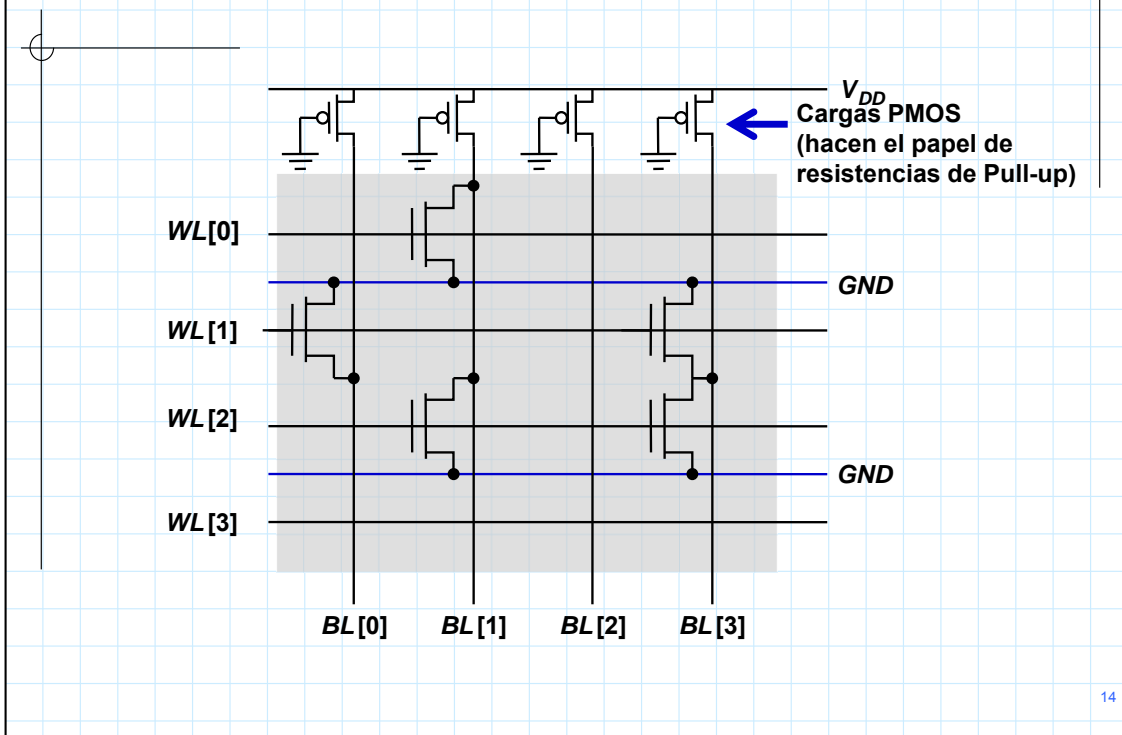 V_DD
Cargas PMOS
(hacen el papel de
resistencias de Pull-up)
WL[0]
GND
WL[1]
WL[2]
GND
WL[3]
BL[0] BL[1] BL[2] BL[3]
14